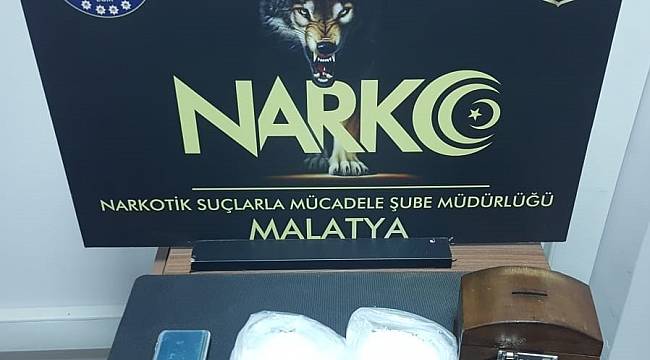 NARKO
NARKOTİK SUÇLARLA MÜCADELE ŞUBE MÜDÜRLÜĞÜ
MALATYA